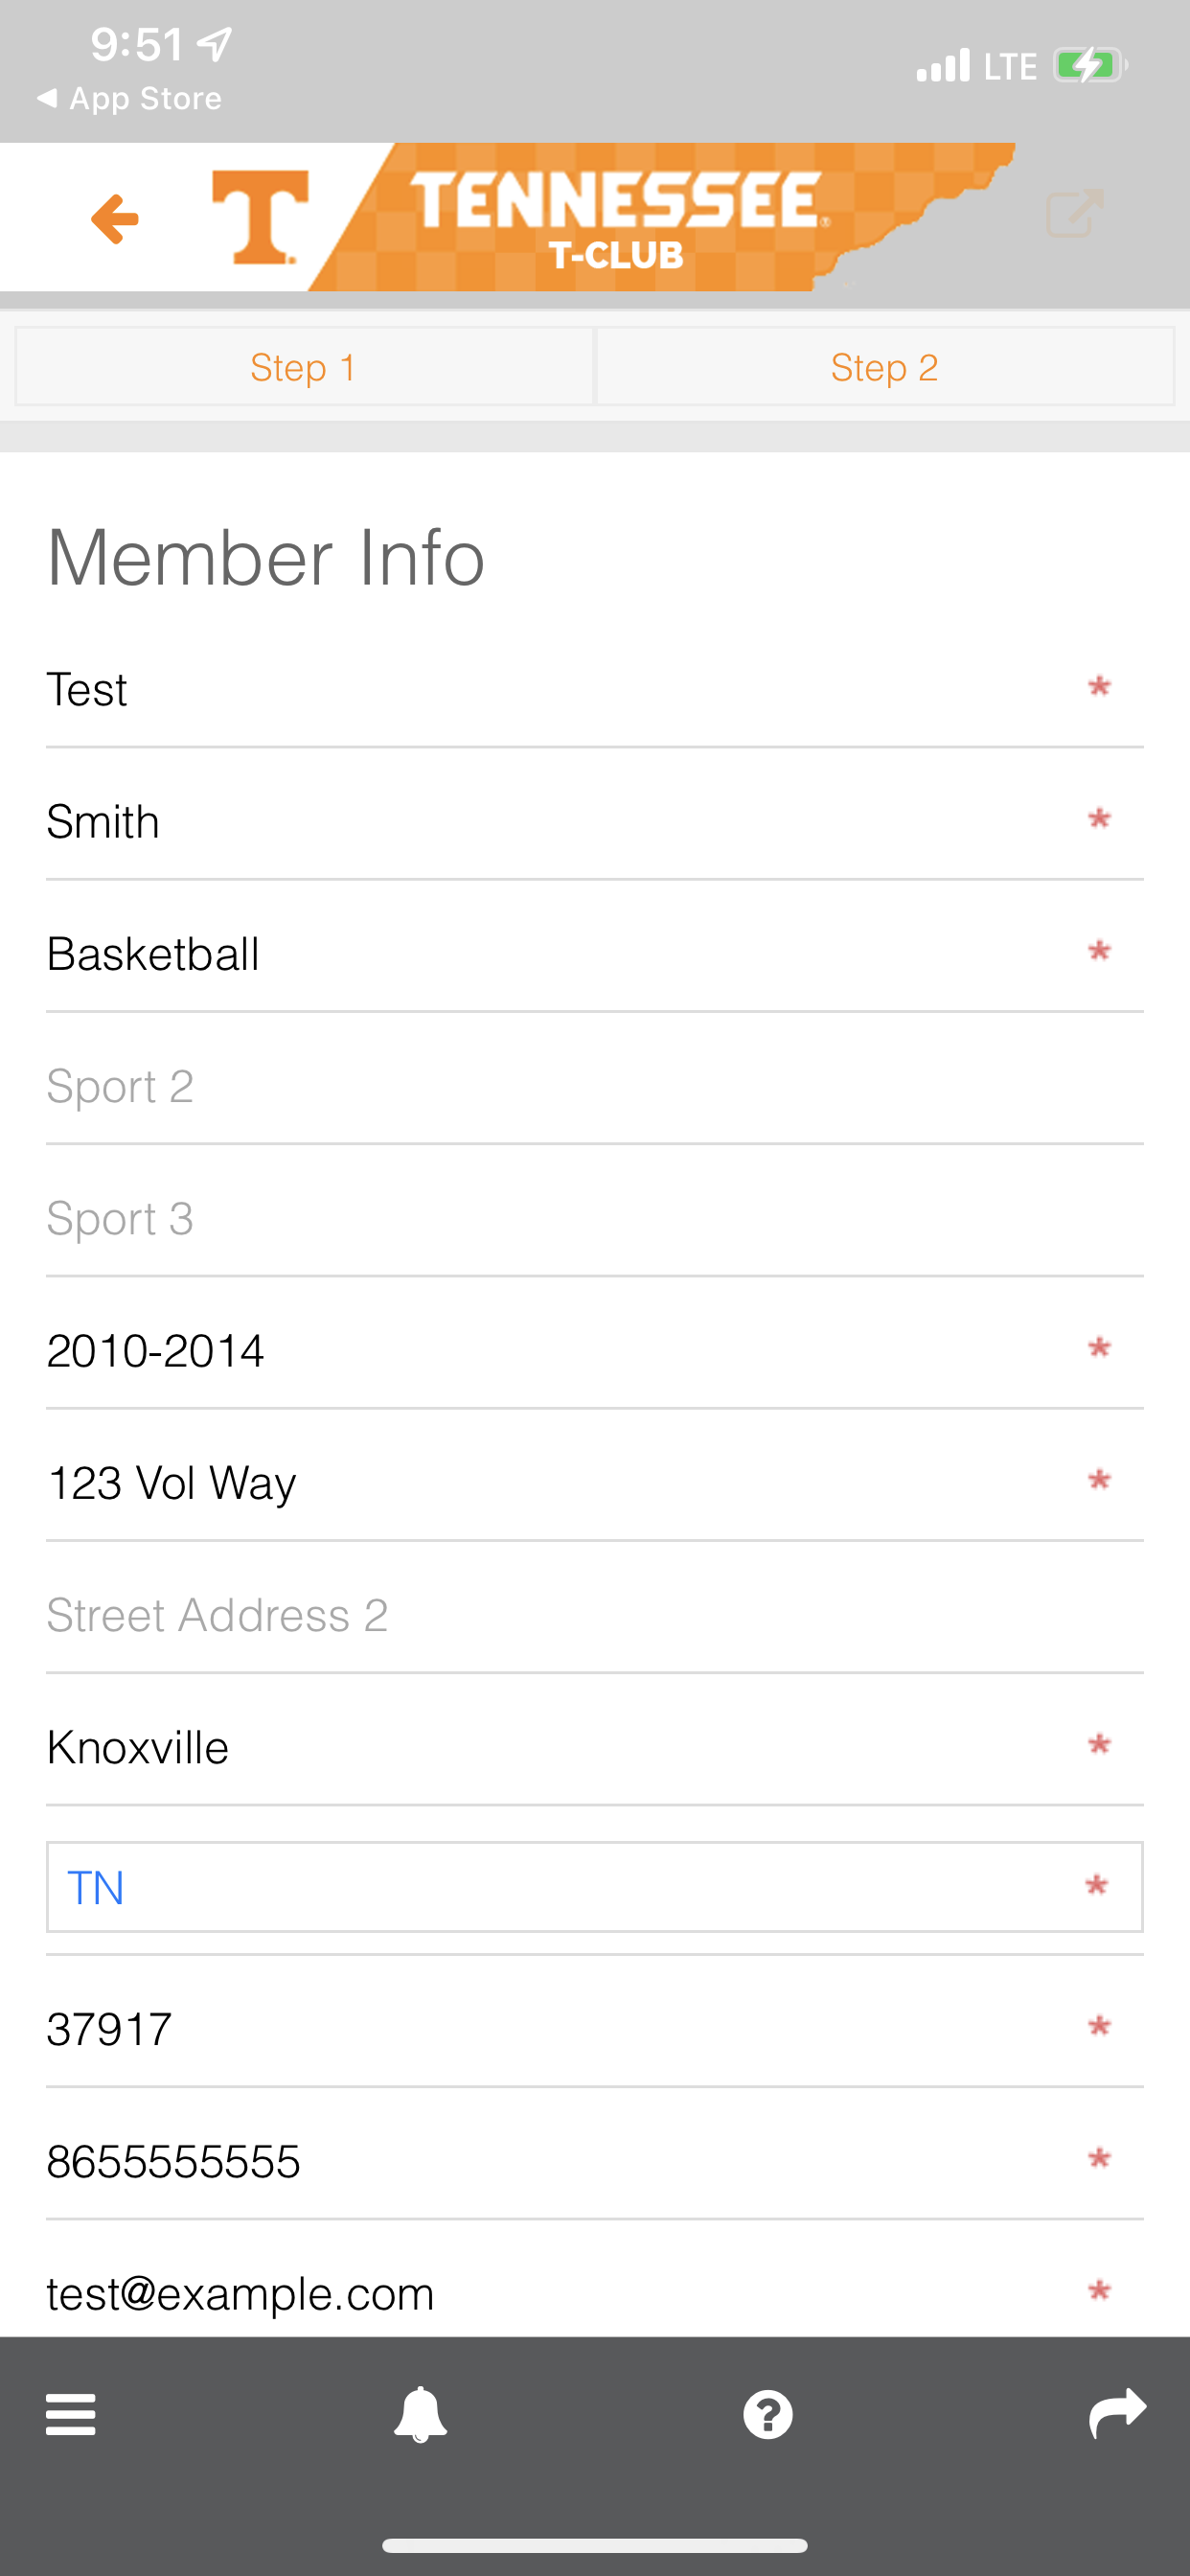 9:51
App Store
LTE
T
TENNESSEE
T-CLUB
Step 1
Step 2
Member Info
Test *
Smith *
Basketball *
Sport 2
Sport 3
2010-2014 *
123 Vol Way *
Street Address 2
Knoxville *
TN *
37917 *
8655555555 *
test@example.com *
?